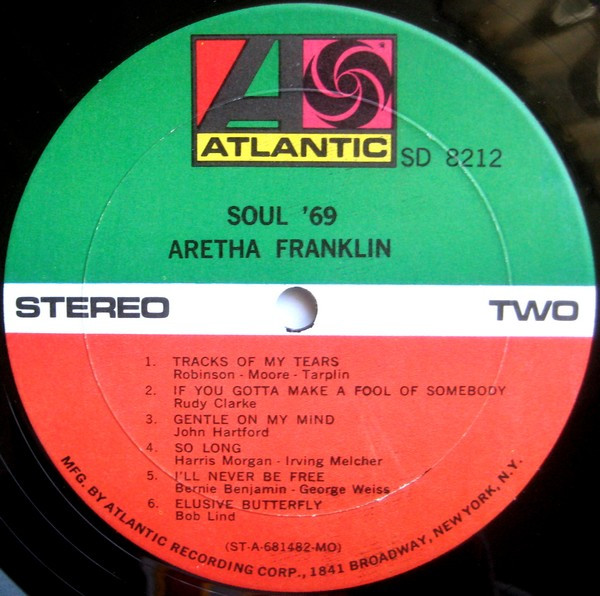 ATLANTIC
SD 8212
SOUL '69
ARETHA FRANKLIN
STEREO
TWO
1. TRACKS OF MY TEARS
Robinson - Moore - Tarplin
2. IF YOU GOTTA MAKE A FOOL OF SOMEBODY
Rudy Clarke
3. GENTLE ON MY MIND
John Hartford
4. SO LONG
Harris Morgan - Irving Melcher
5. I'LL NEVER BE FREE
Bernie Benjamin - George Weiss
6. ELUSIVE BUTTERFLY
Bob Lind
(ST-A-681482-MO)
MFG. BY ATLANTIC RECORDING CORP., 1841 BROADWAY, NEW YORK, N.Y.